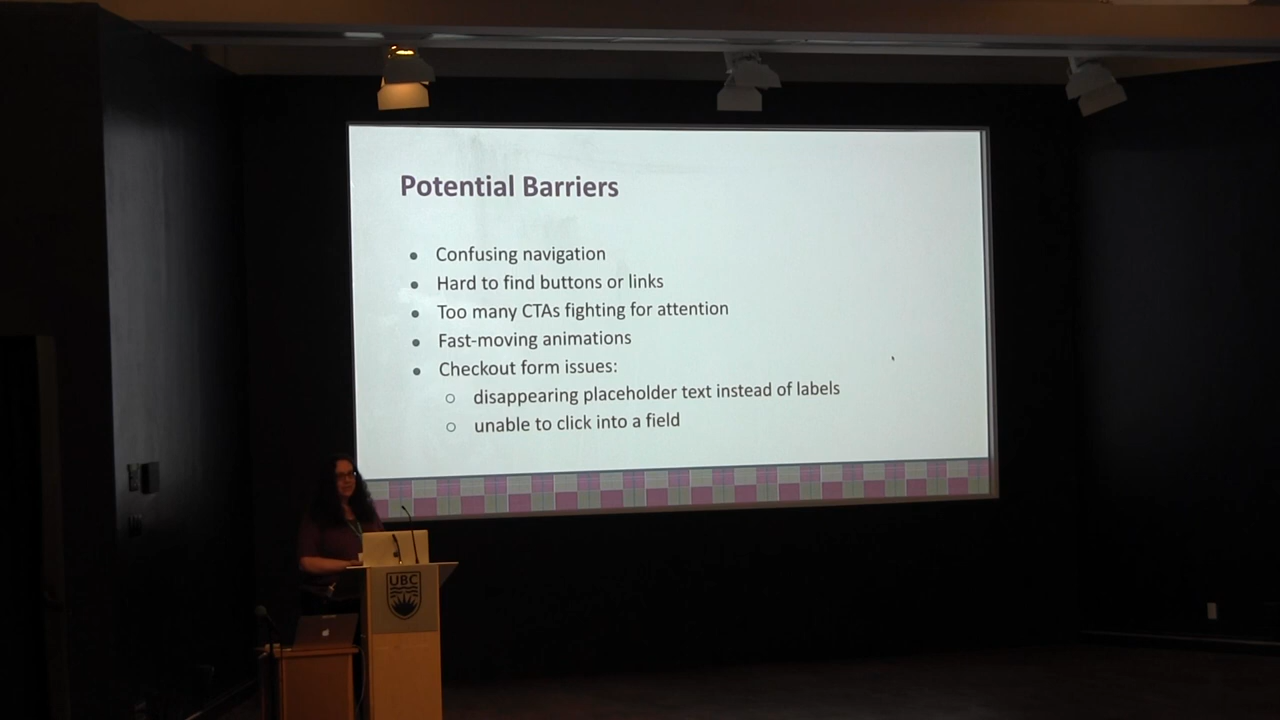 Potential Barriers
● Confusing navigation
● Hard to find buttons or links
● Too many CTAs fighting for attention
● Fast-moving animations
● Checkout form issues:
○ disappearing placeholder text instead of labels
○ unable to click into a field
UBC